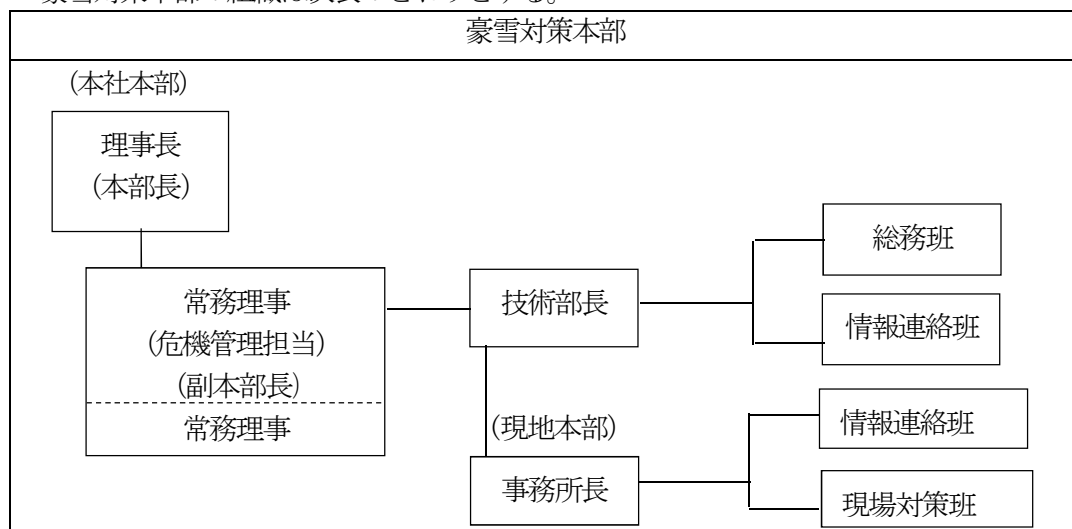 豪雪対策本部
(本社本部)
理事長
(本部長)
常務理事
(危機管理担当)
(副本部長)
常務理事
技術部長
総務班
情報連絡班
(現地本部)
事務所長
情報連絡班
現場対策班